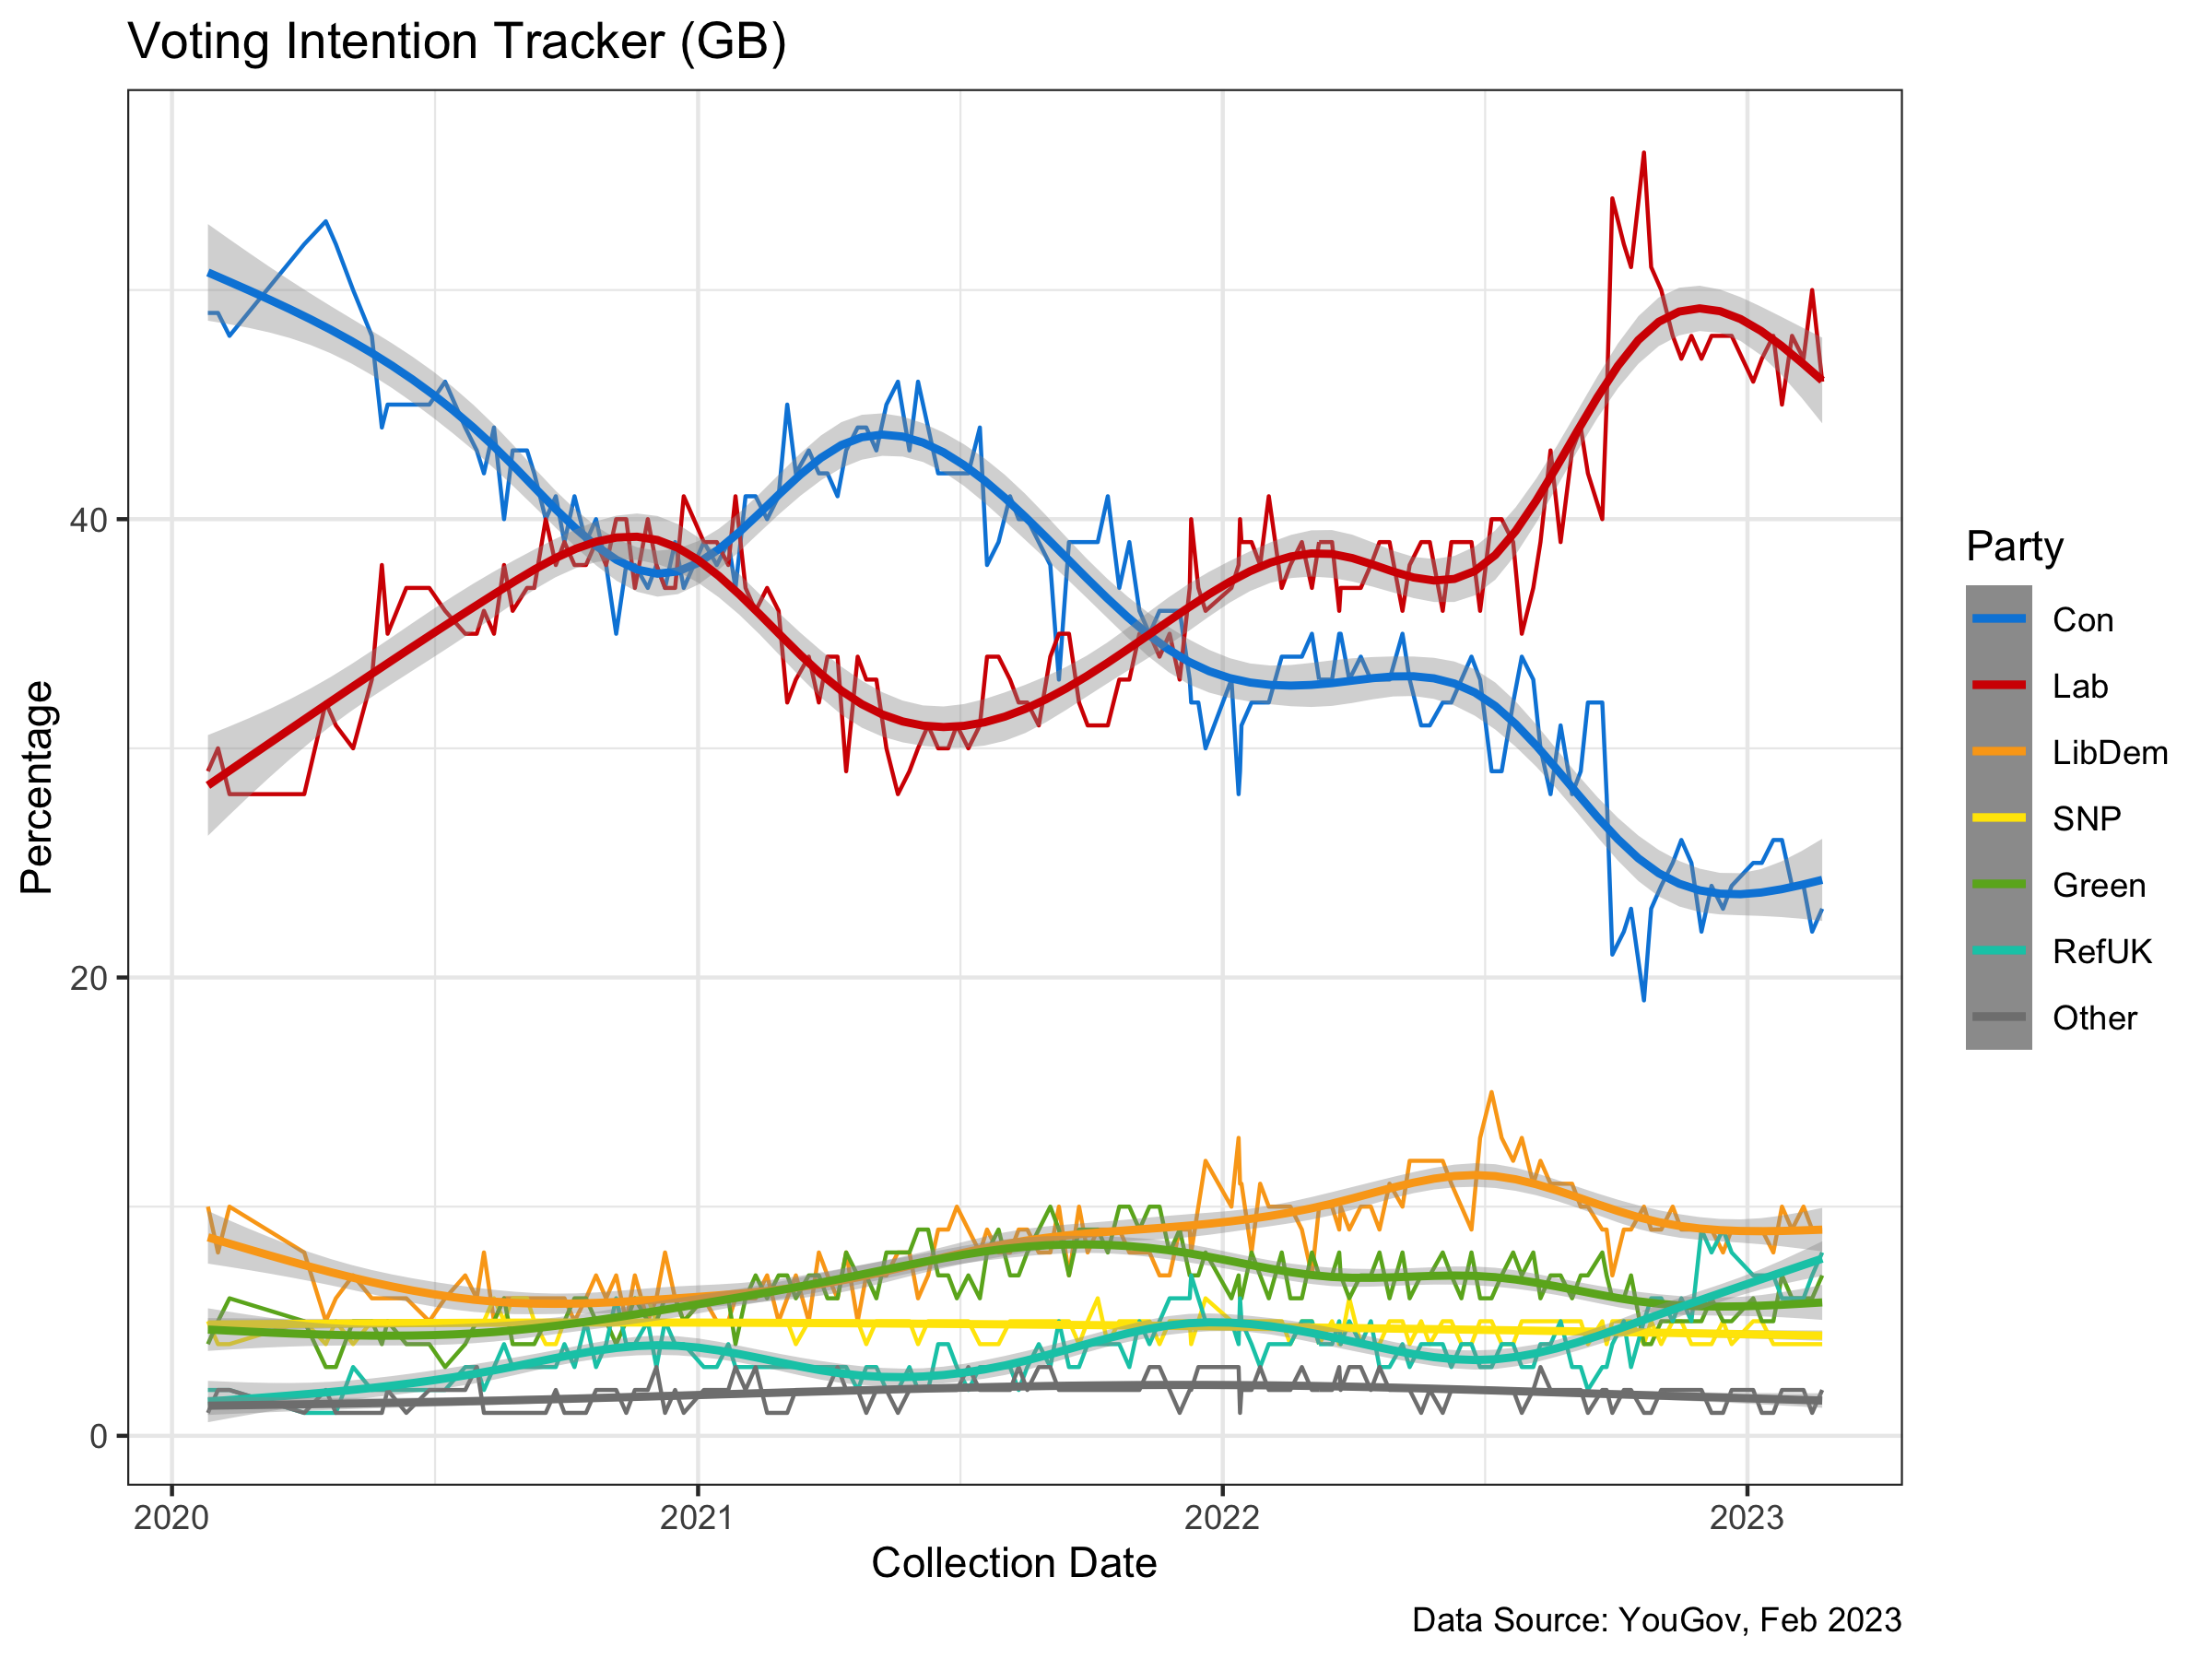 Voting Intention Tracker (GB)
Percentage
40
20
0
2020
2021
2022
2023
Collection Date
Party
Con
Lab
LibDem
SNP
Green
RefUK
Other
Data Source: YouGov, Feb 2023